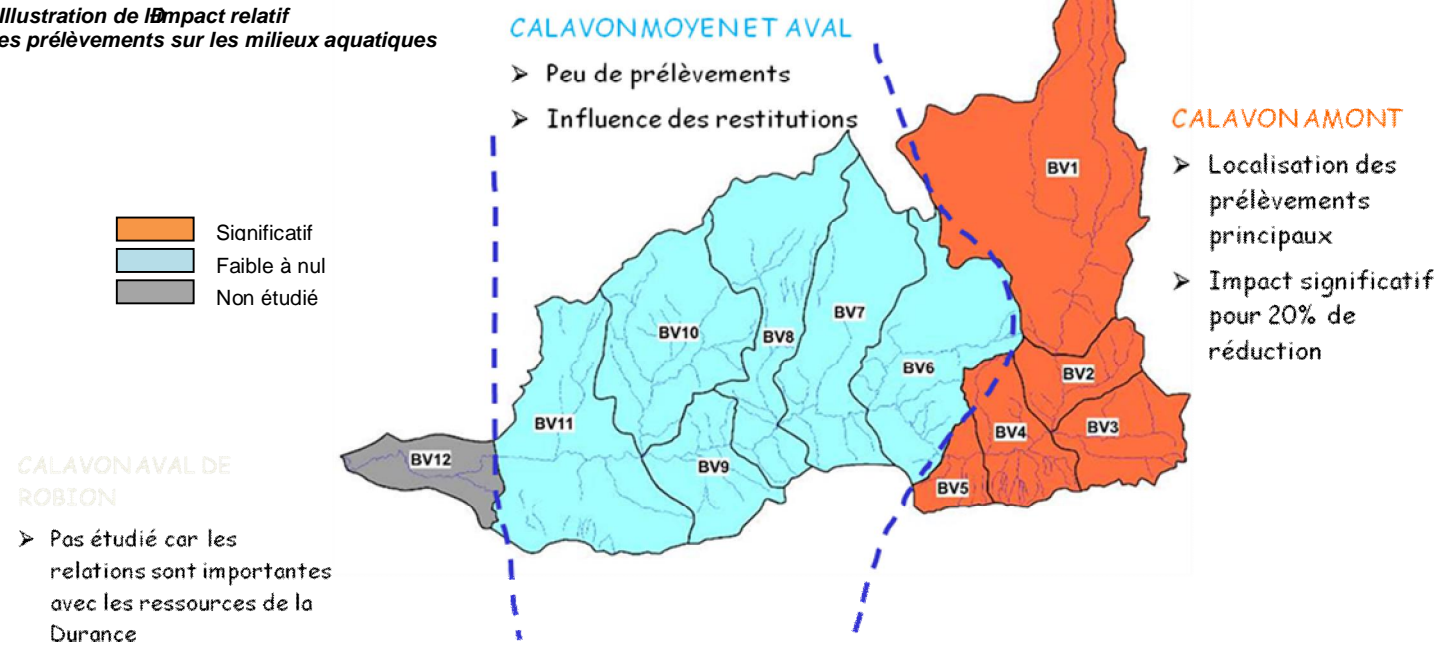 Illustration de l'impact relatif
es prélèvements sur les milieux aquatiques
CALAVON MOYEN ET AVAL
➢ Peu de prélèvements
➢ Influence des restitutions
CALAVON AMONT
➢ Localisation des
prélèvements
principaux
➢ Impact significatif
pour 20% de
réduction
Significatif
Faible à nul
Non étudié
BV1
BV2
BV3
BV4
BV5
BV6
BV7
BV8
BV9
BV10
BV11
BV12
CALAVON AVAL DE
ROBION
➢ Pas étudié car les
relations sont importantes
avec les ressources de la
Durance